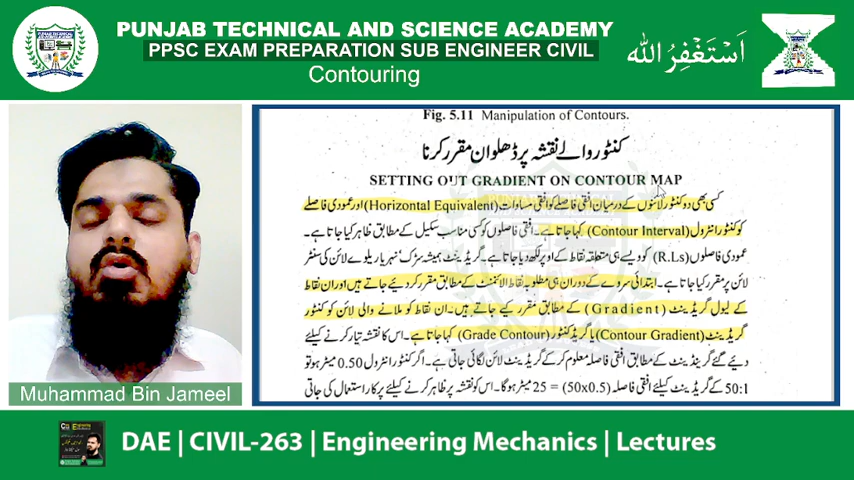 PUNJAB TECHNICAL AND SCIENCE ACADEMY
PPSC EXAM PREPARATION SUB ENGINEER CIVIL
Contouring
اَسْتَغْفِرُ اللّٰه
Fig. 5.11 Manipulation of Contours.
کنٹور والے نقشہ پر ڈھلوان مقرر کرنا
SETTING OUT GRADIENT ON CONTOUR MAP
کسی بھی دو کنٹور لائنوں کے درمیان افقی فاصلے کو افقی مساوات (Horizontal Equivalent) اور عمودی فاصلے
کو کنٹور انٹرول (Contour Interval) کہا جاتا ہے۔ افقی فاصلوں کو کسی مناسب سکیل کے مطابق ظاہر کیا جاتا ہے۔
عمودی فاصلوں (R.Ls) کو ویسے ہی متعلقہ نقاط کے اوپر لکھ دیا جاتا ہے۔ گریڈینٹ ہمیشہ سڑک نہر یا ریلوے لائن کی سنٹر
لائن پر مقرر کیا جاتا ہے۔ ابتدائی سروے کے دوران ہی مطلوبہ نقاط الائنمنٹ کے مطابق مقرر کر دیئے جاتے ہیں اور ان نقاط
کے لیول گریڈینٹ (Gradient) کے مطابق مقرر کیے جاتے ہیں۔ ان نقاط کو ملانے والی لائن کو کنٹور
گریڈینٹ (Contour Gradient) یا گریڈ کنٹور (Grade Contour) کہا جاتا ہے۔ اس کا نقشہ تیار کرنے کیلئے
دیئے گئے گریڈینٹ کے مطابق افقی فاصلہ معلوم کر کے گریڈینٹ لائن لگائی جاتی ہے۔ اگر کنٹور انٹرول 0.50 میٹر ہو تو
50:1 کے گریڈینٹ کیلئے افقی فاصلہ (50x0.5) = 25 میٹر ہوگا۔ اس کو نقشہ پر ظاہر کرنے کیلئے پرکار استعمال کی جاتی
Muhammad Bin Jameel
DAE | CIVIL-263 | Engineering Mechanics | Lectures